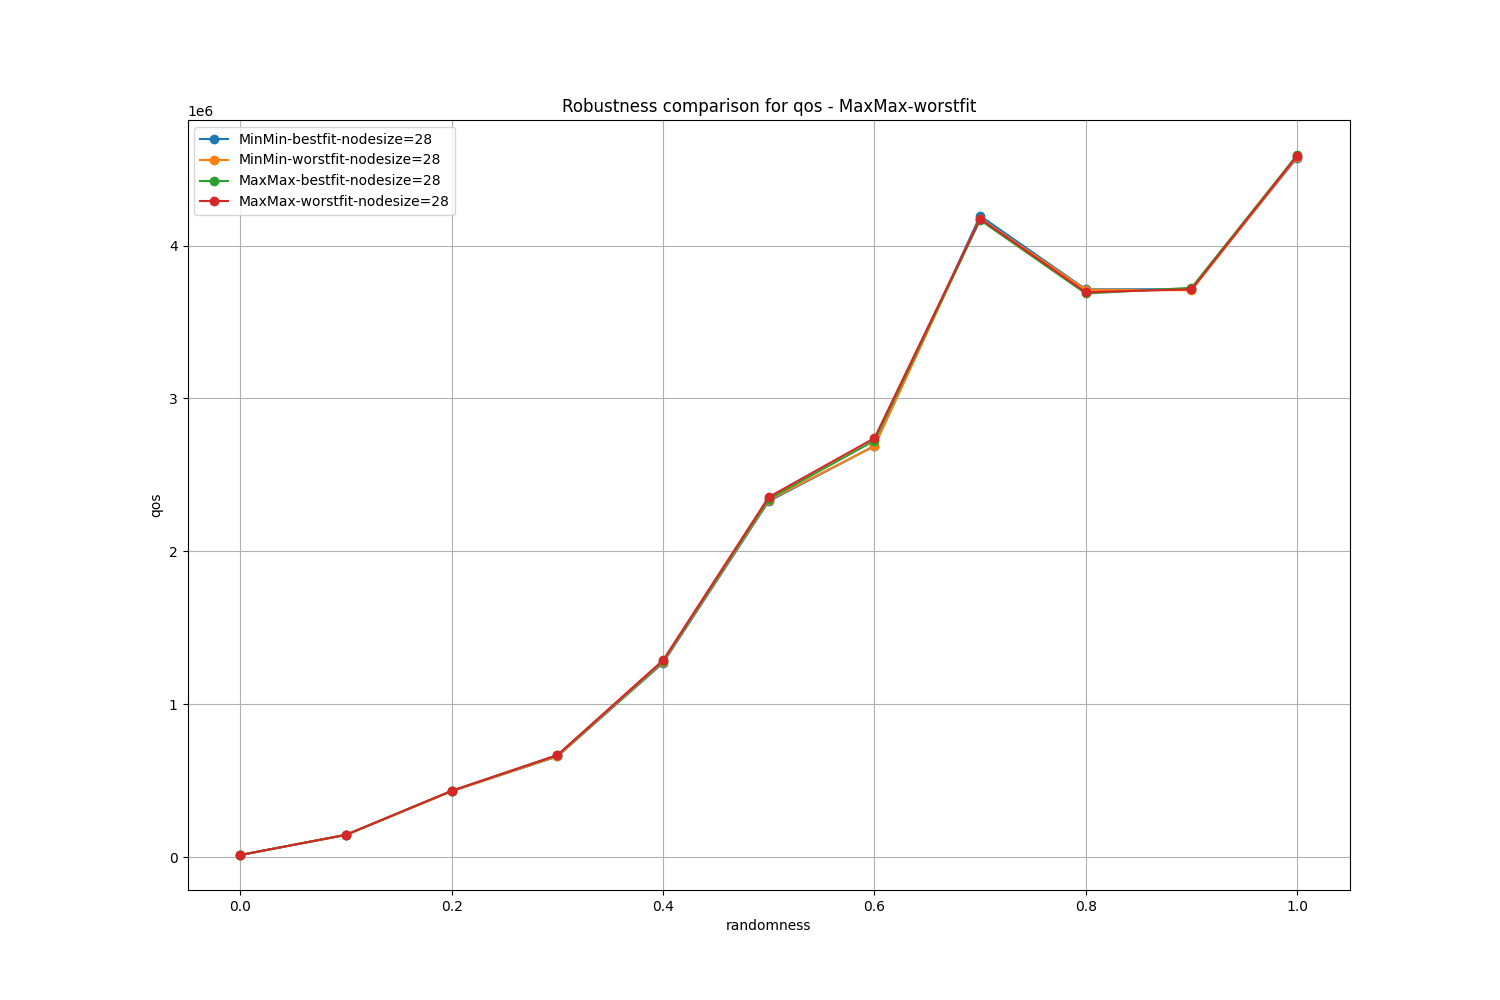 Robustness comparison for qos - MaxMax-worstfit
1e6
MinMin-bestfit-nodesize=28
MinMin-worstfit-nodesize=28
MaxMax-bestfit-nodesize=28
MaxMax-worstfit-nodesize=28
4
3
2
1
0
qos
0.0 0.2 0.4 0.6 0.8 1.0
randomness